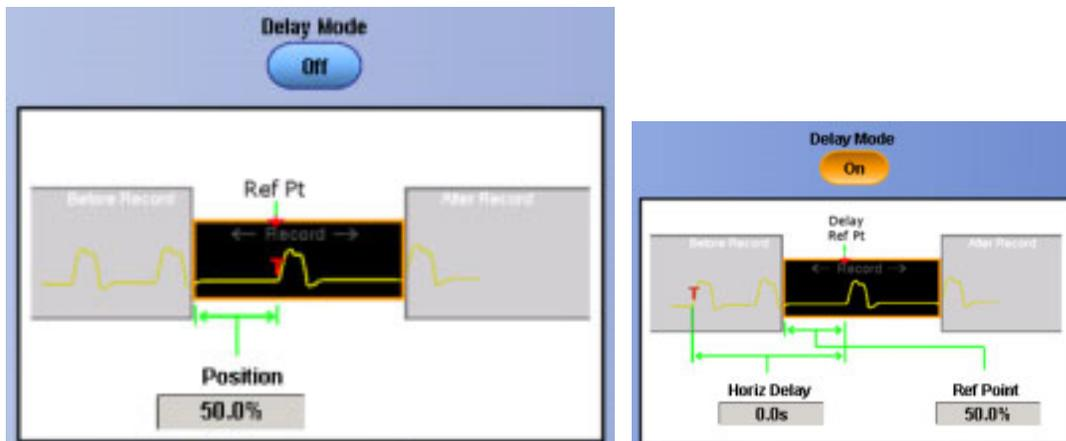 Delay Mode
Off
Ref Pt
Before Record
After Record
← Record →
T
Position
50.0%
Delay Mode
On
Delay
Ref Pt
Before Record
After Record
← Record →
T
Horiz Delay
0.0s
Ref Point
50.0%